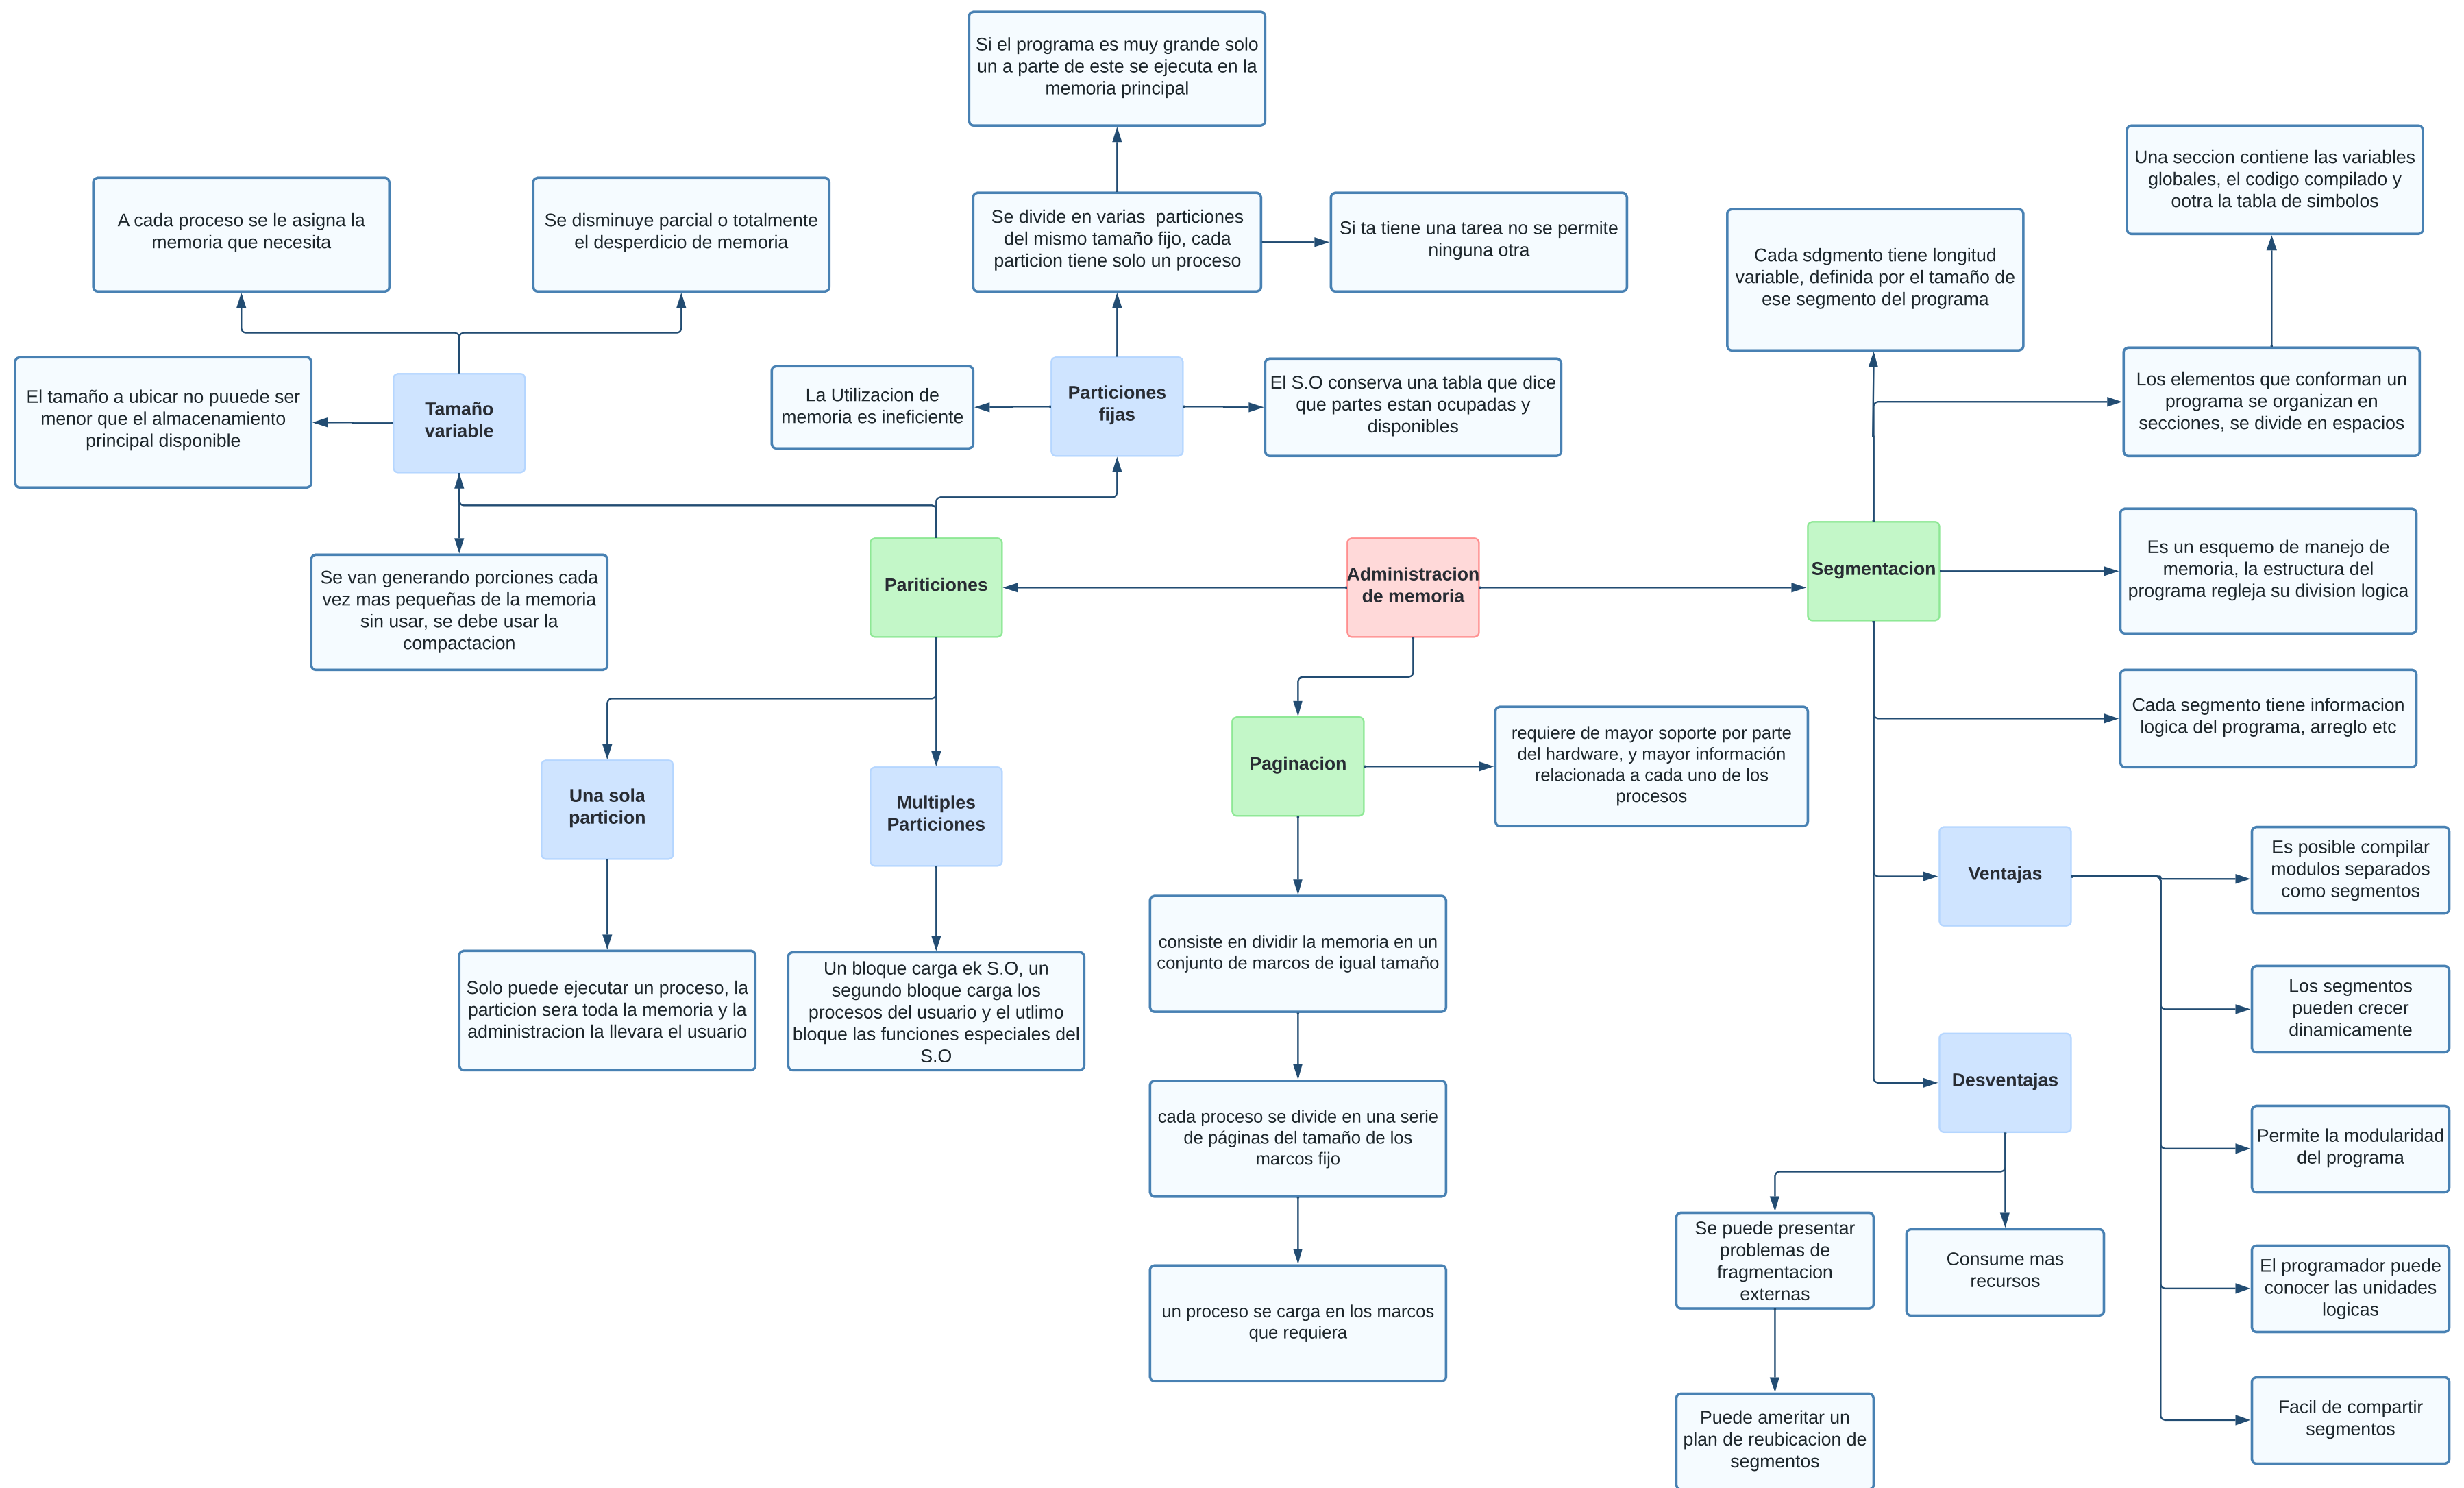 Si el programa es muy grande solo
un a parte de este se ejecuta en la
memoria principal
Una seccion contiene las variables
globales, el codigo compilado y
ootra la tabla de simbolos
A cada proceso se le asigna la
memoria que necesita
Se disminuye parcial o totalmente
el desperdicio de memoria
Se divide en varias  particiones
del mismo tamaño fijo, cada
particion tiene solo un proceso
Si ta tiene una tarea no se permite
ninguna otra
Cada sdgmento tiene longitud
variable, definida por el tamaño de
ese segmento del programa
El tamaño a ubicar no puuede ser
menor que el almacenamiento
principal disponible
Tamaño
variable
La Utilizacion de
memoria es ineficiente
Particiones
fijas
El S.O conserva una tabla que dice
que partes estan ocupadas y
disponibles
Los elementos que conforman un
programa se organizan en
secciones, se divide en espacios
Se van generando porciones cada
vez mas pequeñas de la memoria
sin usar, se debe usar la
compactacion
Pariticiones
Administracion
de memoria
Segmentacion
Es un esquemo de manejo de
memoria, la estructura del
programa regleja su division logica
Cada segmento tiene informacion
logica del programa, arreglo etc
Paginacion
requiere de mayor soporte por parte
del hardware, y mayor información
relacionada a cada uno de los
procesos
Una sola
particion
Multiples
Particiones
Ventajas
Es posible compilar
modulos separados
como segmentos
Solo puede ejecutar un proceso, la
particion sera toda la memoria y la
administracion la llevara el usuario
Un bloque carga ek S.O, un
segundo bloque carga los
procesos del usuario y el utlimo
bloque las funciones especiales del
S.O
consiste en dividir la memoria en un
conjunto de marcos de igual tamaño
Los segmentos
pueden crecer
dinamicamente
Desventajas
cada proceso se divide en una serie
de páginas del tamaño de los
marcos fijo
Permite la modularidad
del programa
Se puede presentar
problemas de
fragmentacion
externas
Consume mas
recursos
El programador puede
conocer las unidades
logicas
un proceso se carga en los marcos
que requiera
Puede ameritar un
plan de reubicacion de
segmentos
Facil de compartir
segmentos